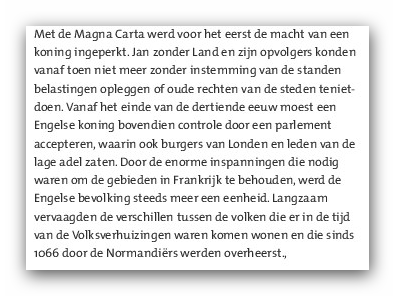 Met de Magna Carta werd voor het eerst de macht van een
koning ingeperkt. Jan zonder Land en zijn opvolgers konden
vanaf toen niet meer zonder instemming van de standen
belastingen opleggen of oude rechten van de steden teniet-
doen. Vanaf het einde van de dertiende eeuw moest een
Engelse koning bovendien controle door een parlement
accepteren, waarin ook burgers van Londen en leden van de
lage adel zaten. Door de enorme inspanningen die nodig
waren om de gebieden in Frankrijk te behouden, werd de
Engelse bevolking steeds meer een eenheid. Langzaam
vervaagden de verschillen tussen de volken die er in de tijd
van de Volksverhuizingen waren komen wonen en die sinds
1066 door de Normandiërs werden overheerst.,